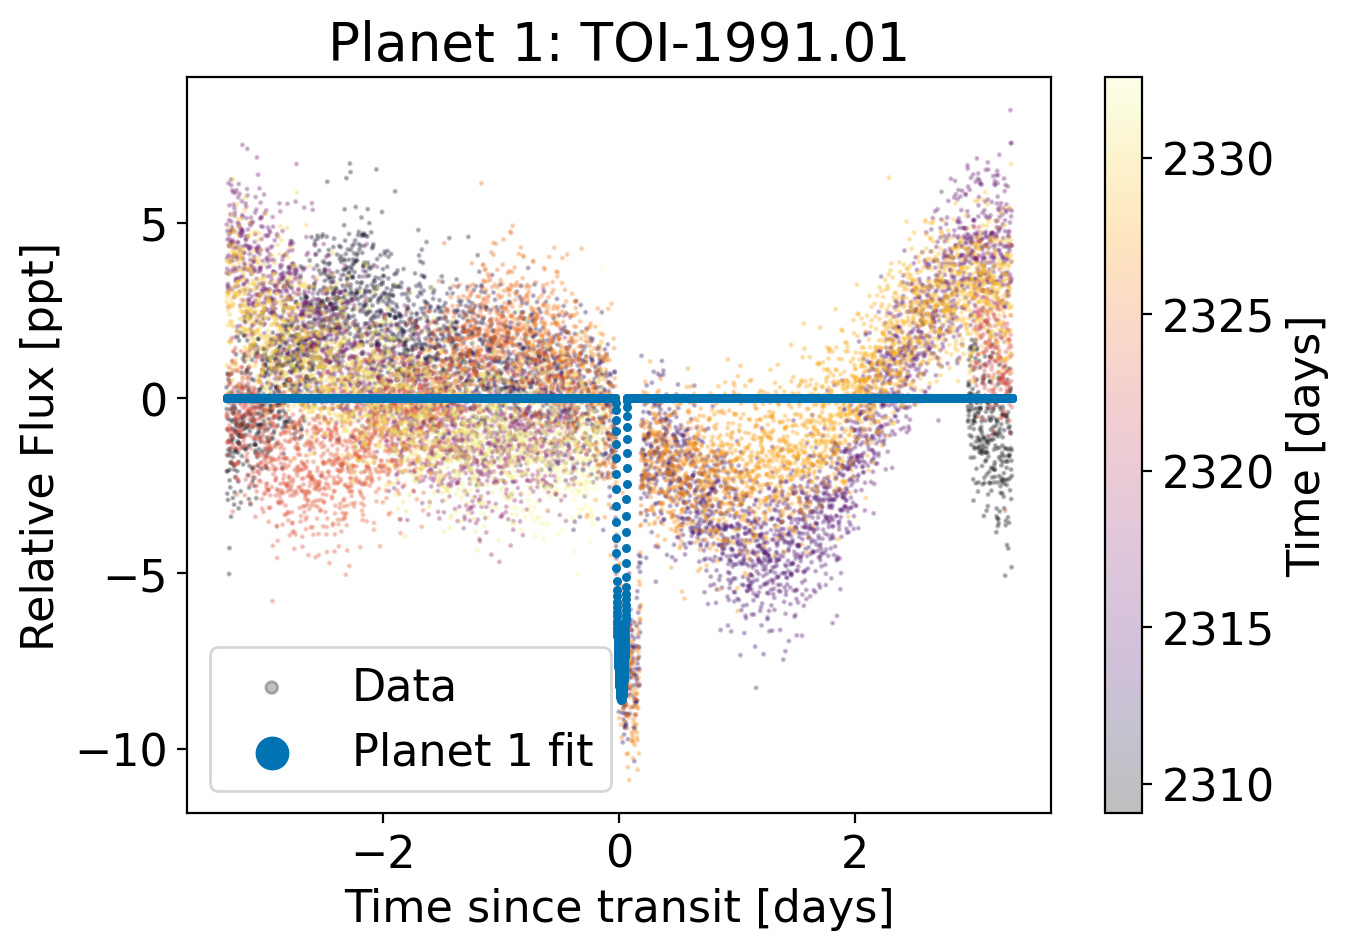 Planet 1: TOI-1991.01
Relative Flux [ppt]
5
0
−5
−10
Data
Planet 1 fit
−2
0
2
Time since transit [days]
2330
2325
2320
2315
2310
Time [days]